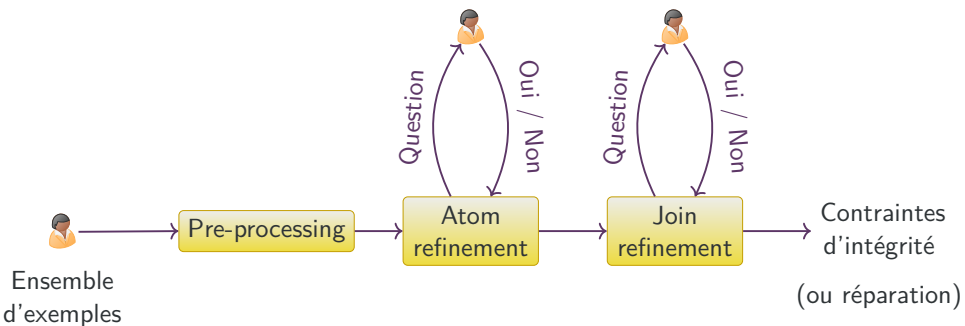 Question
Oui / Non
Question
Oui / Non
Ensemble
d'exemples
Pre-processing
Atom
refinement
Join
refinement
Contraintes
d'intégrité
(ou réparation)